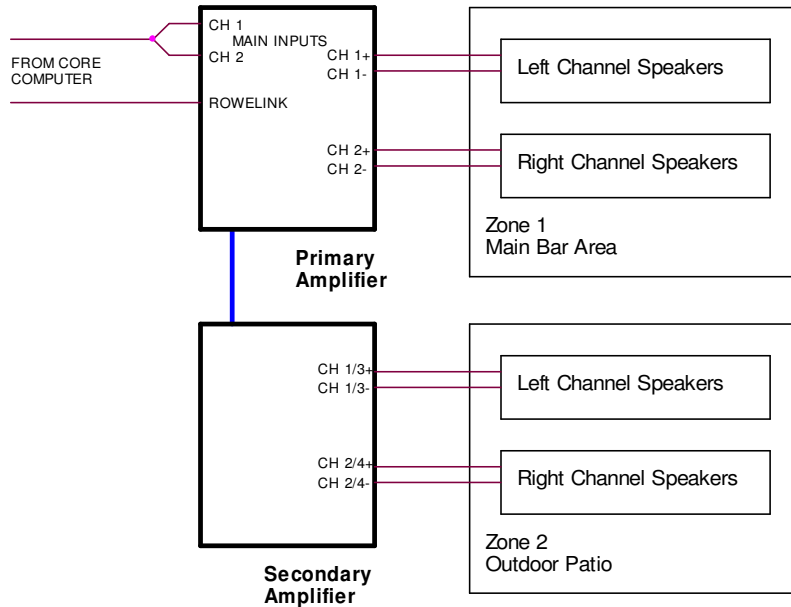 CH 1
MAIN INPUTS
CH 2
FROM CORE
COMPUTER
ROWELINK
CH 1+
CH 1-
CH 2+
CH 2-
Left Channel Speakers
Right Channel Speakers
Zone 1
Main Bar Area
Primary
Amplifier
CH 1/3+
CH 1/3-
CH 2/4+
CH 2/4-
Left Channel Speakers
Right Channel Speakers
Zone 2
Outdoor Patio
Secondary
Amplifier